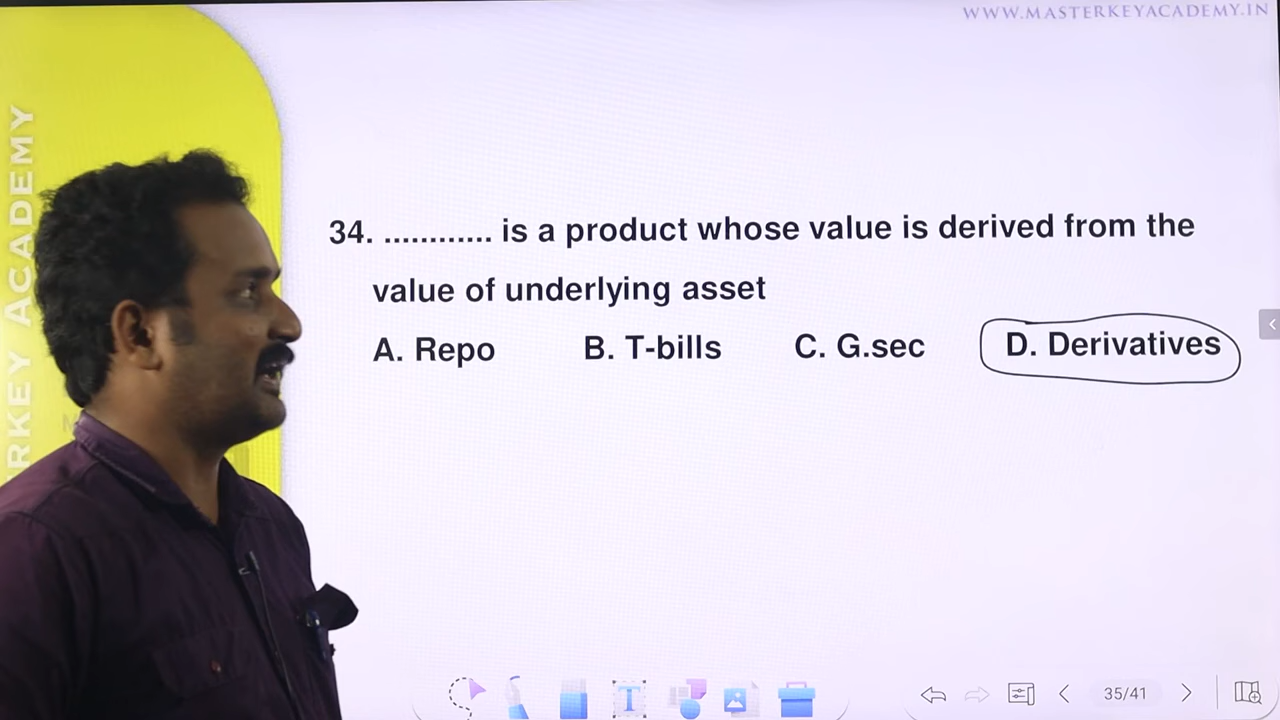 WWW.MASTERKEYACADEMY.IN
RKEY ACADEMY
34. ............ is a product whose value is derived from the
value of underlying asset
A. Repo B. T-bills C. G.sec D. Derivatives
T
35/41